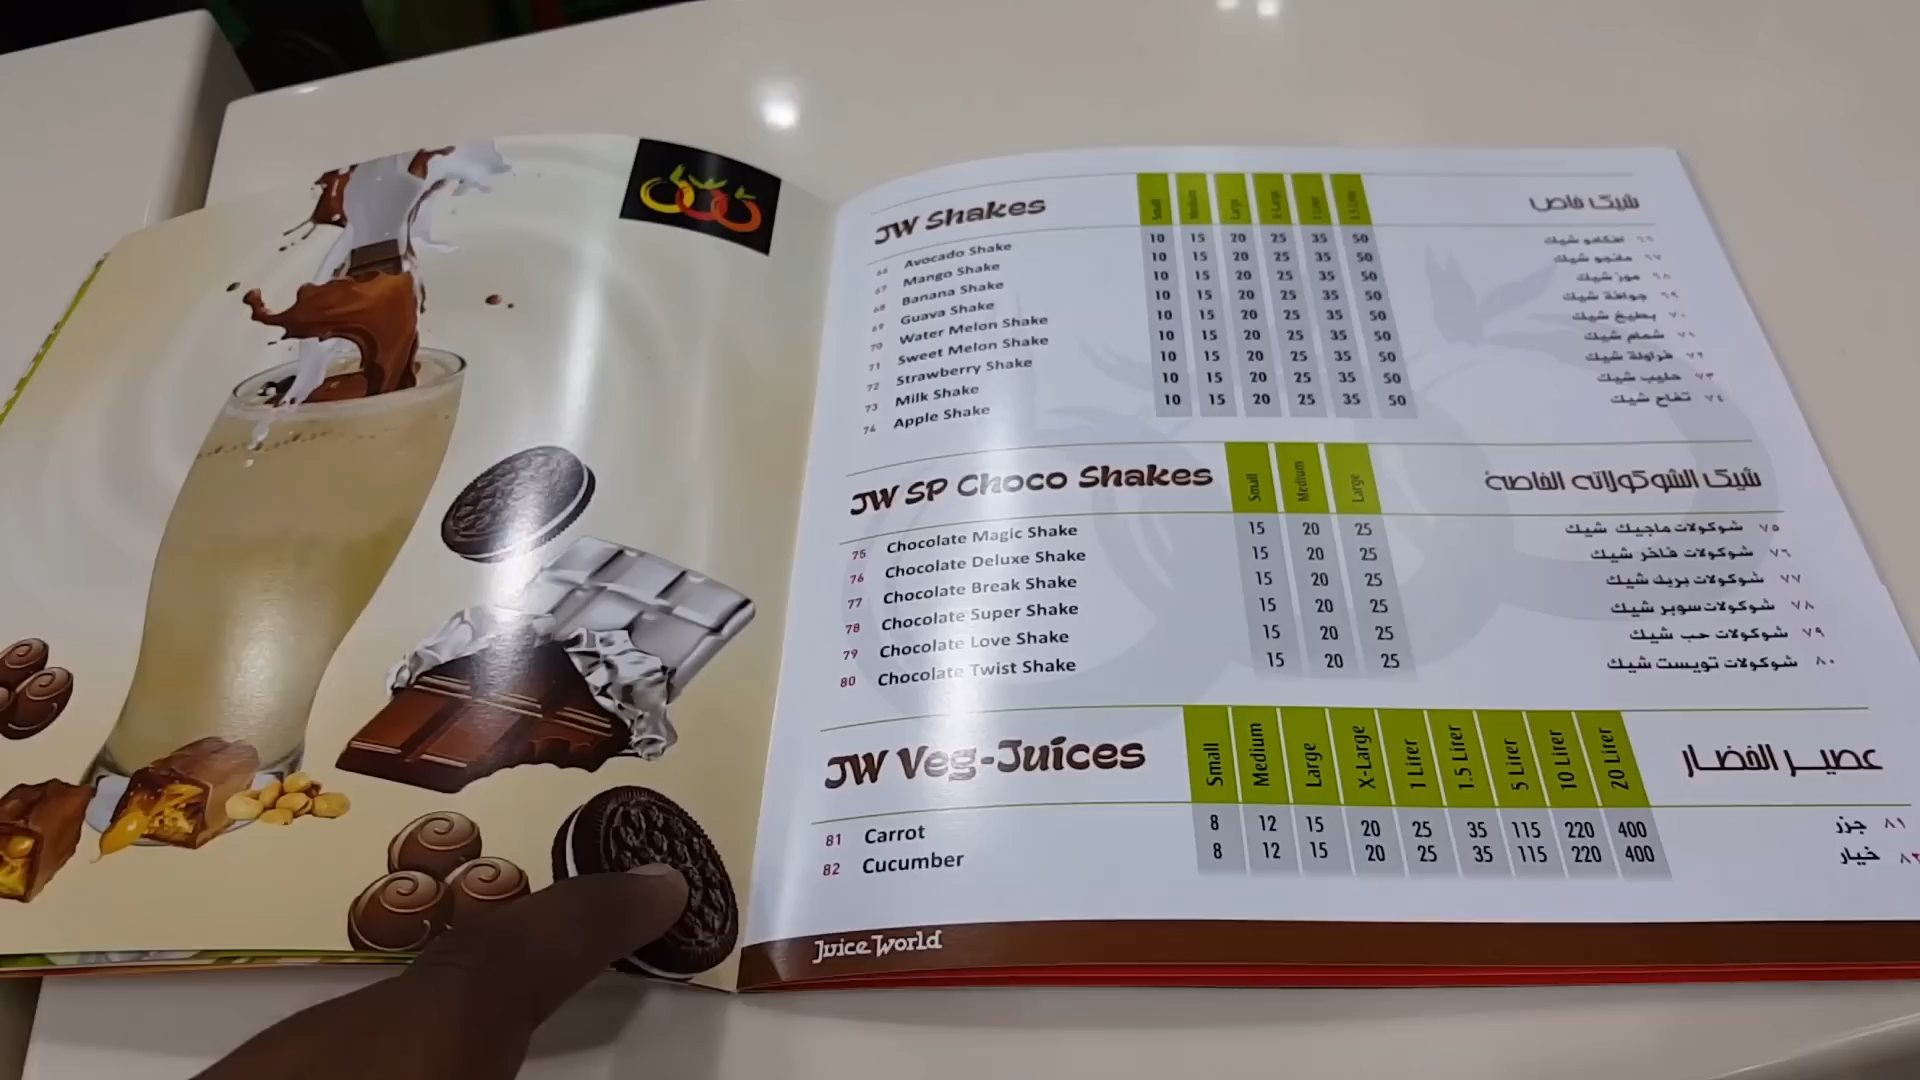 JW Shakes Small Medium Large X-Large 1 Liter 1.5 Liter شيك خاص
66 Avocado Shake 10 15 20 25 35 50 افكادو شيك ٦٦
67 Mango Shake 10 15 20 25 35 50 مانجو شيك ٦٧
68 Banana Shake 10 15 20 25 35 50 موز شيك ٦٨
69 Guava Shake 10 15 20 25 35 50 جوافة شيك ٦٩
70 Water Melon Shake 10 15 20 25 35 50 بطيخ شيك ٧٠
71 Sweet Melon Shake 10 15 20 25 35 50 شمام شيك ٧١
72 Strawberry Shake 10 15 20 25 35 50 فراولة شيك ٧٢
73 Milk Shake 10 15 20 25 35 50 حليب شيك ٧٣
74 Apple Shake 10 15 20 25 35 50 تفاح شيك ٧٤
JW SP Choco Shakes Small Medium Large شيك الشوكولاته الخاصة
75 Chocolate Magic Shake 15 20 25 شوكولات ماجيك شيك ٧٥
76 Chocolate Deluxe Shake 15 20 25 شوكولات فاخر شيك ٧٦
77 Chocolate Break Shake 15 20 25 شوكولات بريك شيك ٧٧
78 Chocolate Super Shake 15 20 25 شوكولات سوبر شيك ٧٨
79 Chocolate Love Shake 15 20 25 شوكولات حب شيك ٧٩
80 Chocolate Twist Shake 15 20 25 شوكولات تويست شيك ٨٠
JW Veg-Juices Small Medium Large X-Large 1 Liter 1.5 Liter 5 Liter 10 Liter 20 Liter عصير الخضار
81 Carrot 8 12 15 20 25 35 115 220 400 جزر ٨١
82 Cucumber 8 12 15 20 25 35 115 220 400 خيار ٨٢
Juice World